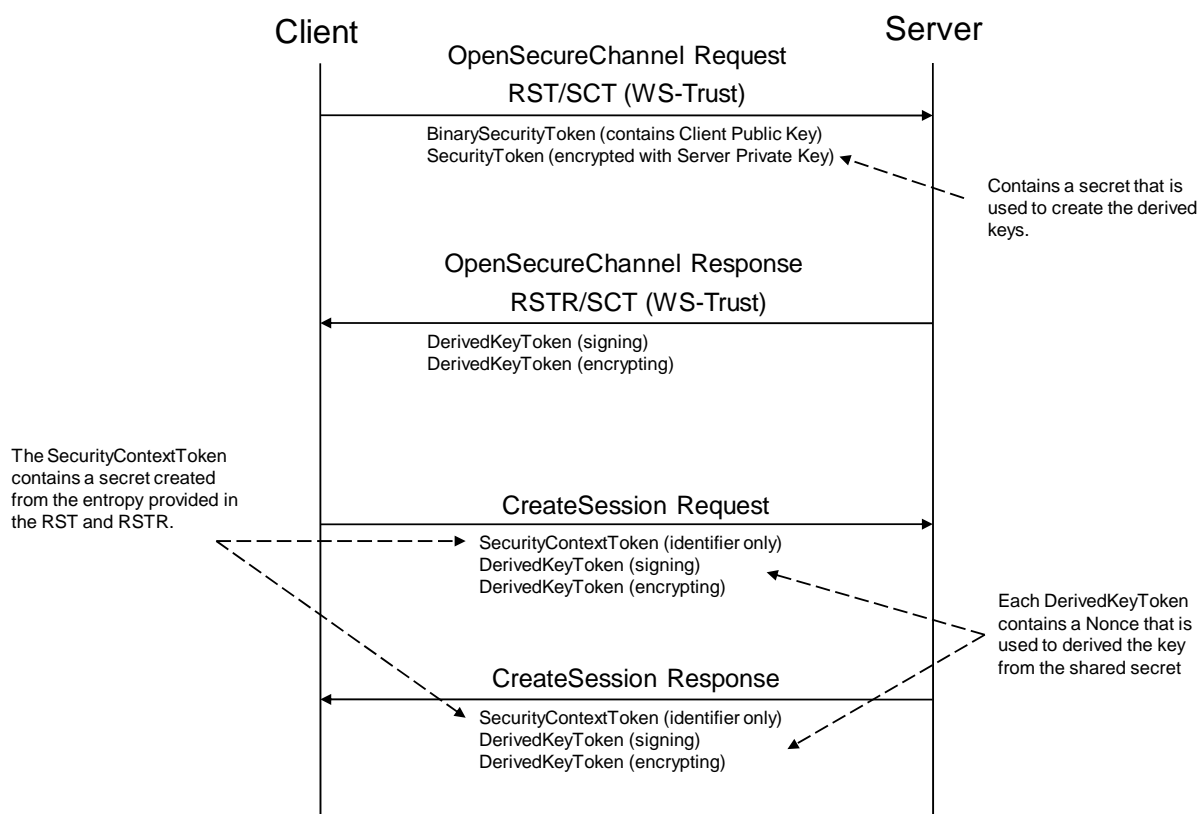 Client
Server
OpenSecureChannel Request
RST/SCT (WS-Trust)
BinarySecurityToken (contains Client Public Key)
SecurityToken (encrypted with Server Private Key)
Contains a secret that is
used to create the derived
keys.
OpenSecureChannel Response
RSTR/SCT (WS-Trust)
DerivedKeyToken (signing)
DerivedKeyToken (encrypting)
The SecurityContextToken
contains a secret created
from the entropy provided in
the RST and RSTR.
CreateSession Request
SecurityContextToken (identifier only)
DerivedKeyToken (signing)
DerivedKeyToken (encrypting)
Each DerivedKeyToken
contains a Nonce that is
used to derived the key
from the shared secret
CreateSession Response
SecurityContextToken (identifier only)
DerivedKeyToken (signing)
DerivedKeyToken (encrypting)